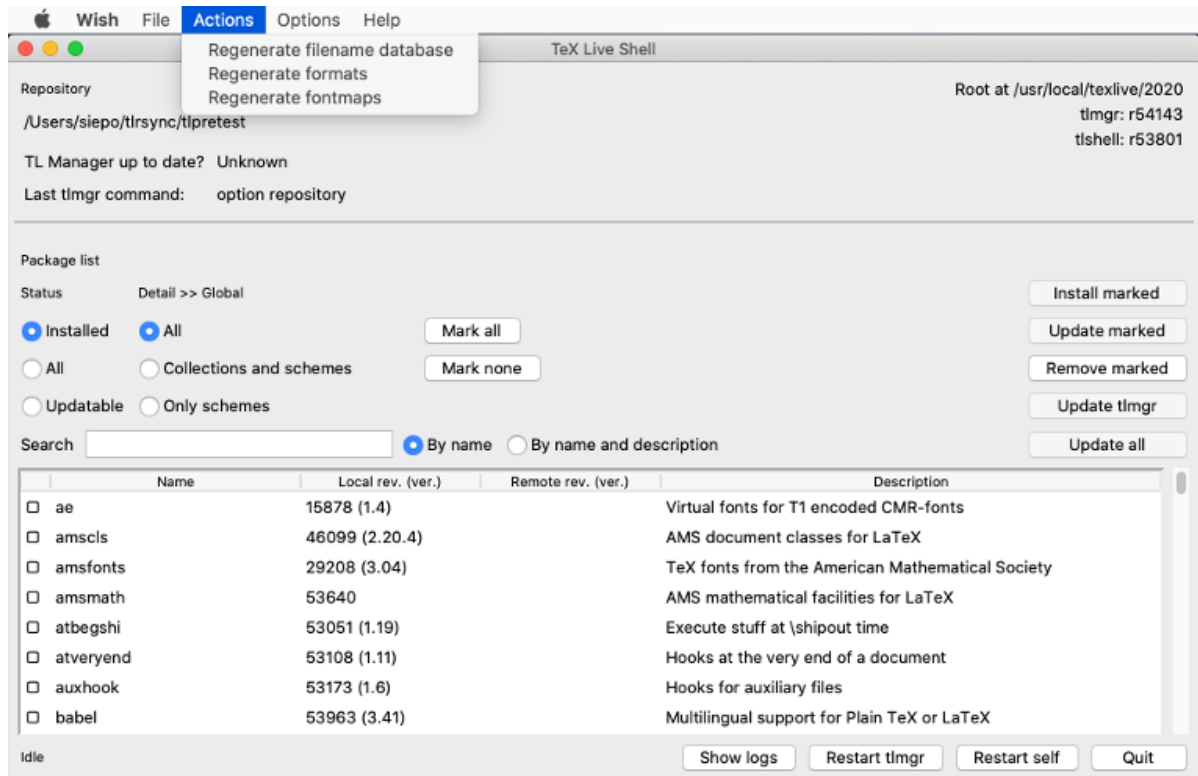 Wish File Actions Options Help
TeX Live Shell
Regenerate filename database
Regenerate formats
Regenerate fontmaps
Repository
Root at /usr/local/texlive/2020
/Users/siepo/tlrsync/tlpretest
tlmgr: r54143
tlshell: r53801
TL Manager up to date? Unknown
Last tlmgr command: option repository
Package list
Status Detail >> Global
Install marked
Installed All Mark all Update marked
All Collections and schemes Mark none Remove marked
Updatable Only schemes Update tlmgr
Search By name By name and description Update all
Name Local rev. (ver.) Remote rev. (ver.) Description
ae 15878 (1.4) Virtual fonts for T1 encoded CMR-fonts
amscls 46099 (2.20.4) AMS document classes for LaTeX
amsfonts 29208 (3.04) TeX fonts from the American Mathematical Society
amsmath 53640 AMS mathematical facilities for LaTeX
atbegshi 53051 (1.19) Execute stuff at \shipout time
atveryend 53108 (1.11) Hooks at the very end of a document
auxhook 53173 (1.6) Hooks for auxiliary files
babel 53963 (3.41) Multilingual support for Plain TeX or LaTeX
Idle Show logs Restart tlmgr Restart self Quit